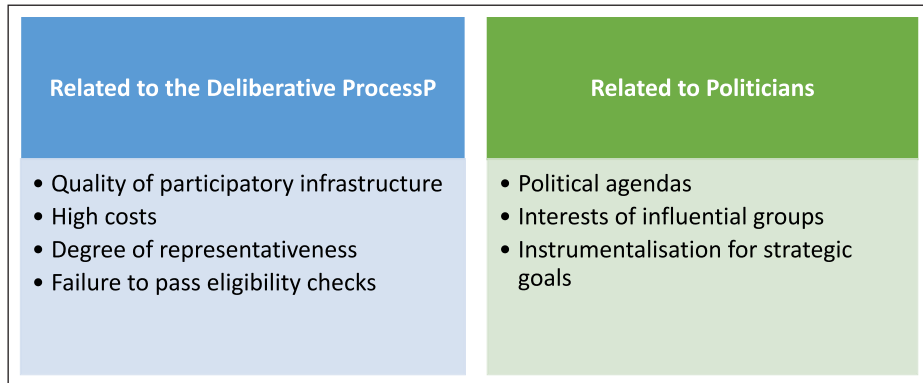 Related to the Deliberative ProcessP
• Quality of participatory infrastructure
• High costs
• Degree of representativeness
• Failure to pass eligibility checks
Related to Politicians
• Political agendas
• Interests of influential groups
• Instrumentalisation for strategic
goals